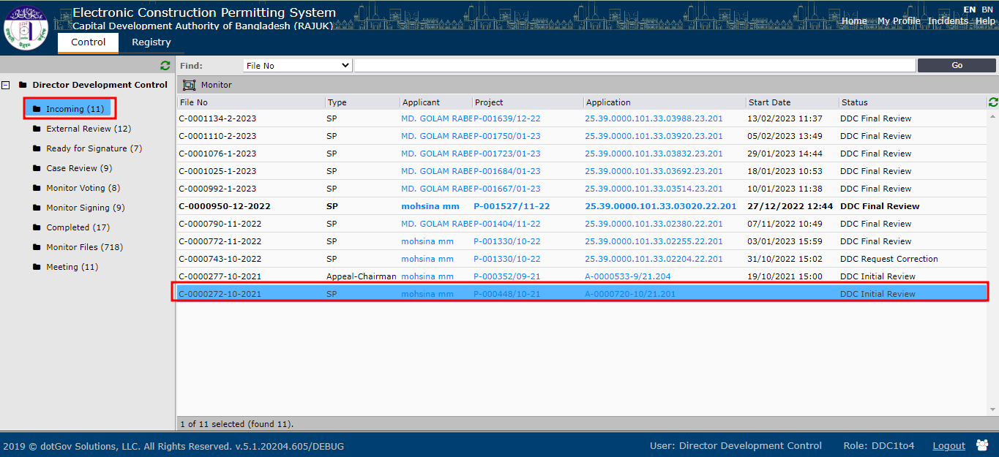 Electronic Construction Permitting System
Capital Development Authority of Bangladesh (RAJUK)
EN BN
Home My Profile Incidents Help
Control Registry
Find: File No Go
Director Development Control
Incoming (11)
External Review (12)
Ready for Signature (7)
Case Review (9)
Monitor Voting (8)
Monitor Signing (9)
Completed (17)
Monitor Files (718)
Meeting (11)
Monitor
File No Type Applicant Project Application Start Date Status
C-0001134-2-2023 SP MD. GOLAM RABE P-001639/12-22 25.39.0000.101.33.03988.23.201 13/02/2023 11:37 DDC Final Review
C-0001110-2-2023 SP MD. GOLAM RABE P-001750/01-23 25.39.0000.101.33.03920.23.201 05/02/2023 13:49 DDC Final Review
C-0001076-1-2023 SP MD. GOLAM RABE P-001723/01-23 25.39.0000.101.33.03832.23.201 29/01/2023 14:44 DDC Final Review
C-0001025-1-2023 SP MD. GOLAM RABE P-001684/01-23 25.39.0000.101.33.03692.23.201 18/01/2023 10:53 DDC Final Review
C-0000992-1-2023 SP MD. GOLAM RABE P-001667/01-23 25.39.0000.101.33.03514.23.201 10/01/2023 11:38 DDC Final Review
C-0000950-12-2022 SP mohsina mm P-001527/11-22 25.39.0000.101.33.03020.22.201 27/12/2022 12:44 DDC Final Review
C-0000790-11-2022 SP MD. GOLAM RABE P-001404/11-22 25.39.0000.101.33.02380.22.201 07/11/2022 10:49 DDC Final Review
C-0000772-11-2022 SP mohsina mm P-001330/10-22 25.39.0000.101.33.02255.22.201 03/01/2023 15:59 DDC Final Review
C-0000743-10-2022 SP mohsina mm P-001330/10-22 25.39.0000.101.33.02204.22.201 31/10/2022 15:02 DDC Request Correction
C-0000277-10-2021 Appeal-Chairman mohsina mm P-000352/09-21 A-0000533-9/21.204 19/10/2021 15:00 DDC Initial Review
C-0000272-10-2021 SP mohsina mm P-000448/10-21 A-0000720-10/21.201 DDC Initial Review
1 of 11 selected (found 11).
2019 © dotGov Solutions, LLC. All Rights Reserved. v.5.1.20204.605/DEBUG
User: Director Development Control Role: DDC1to4 Logout